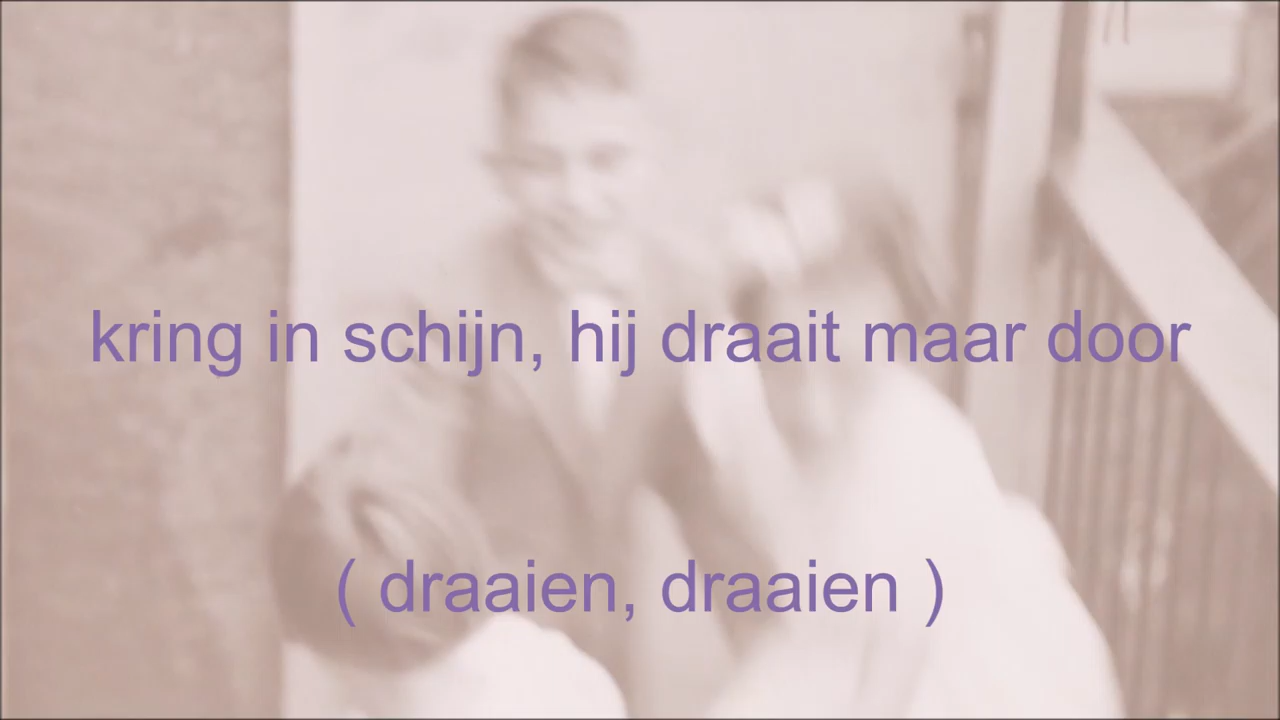 kring in schijn, hij draait maar door
( draaien, draaien )